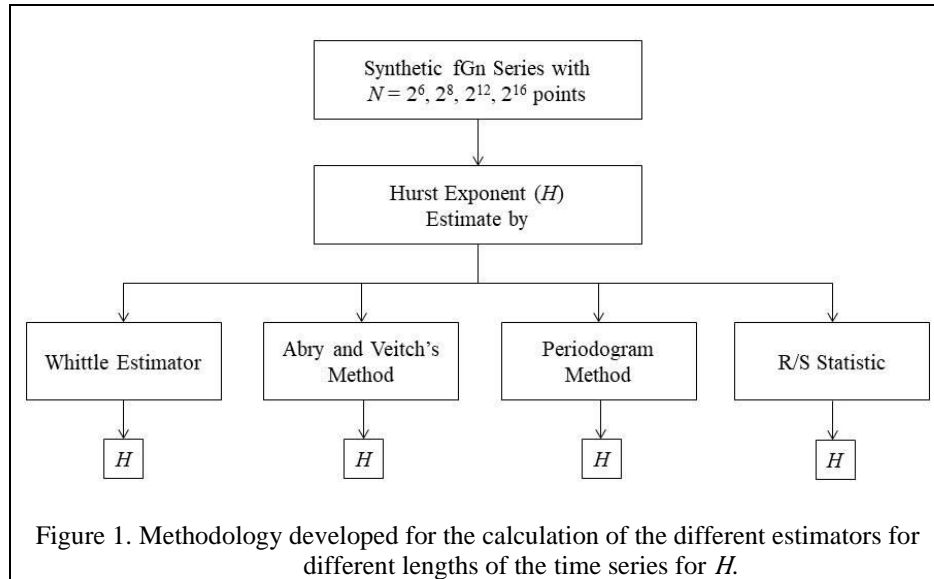 Synthetic fGn Series with
N = 2⁶, 2⁸, 2¹², 2¹⁶ points
Hurst Exponent (H)
Estimate by
Whittle Estimator
Abry and Veitch's
Method
Periodogram
Method
R/S Statistic
H
H
H
H
Figure 1. Methodology developed for the calculation of the different estimators for
different lengths of the time series for H.